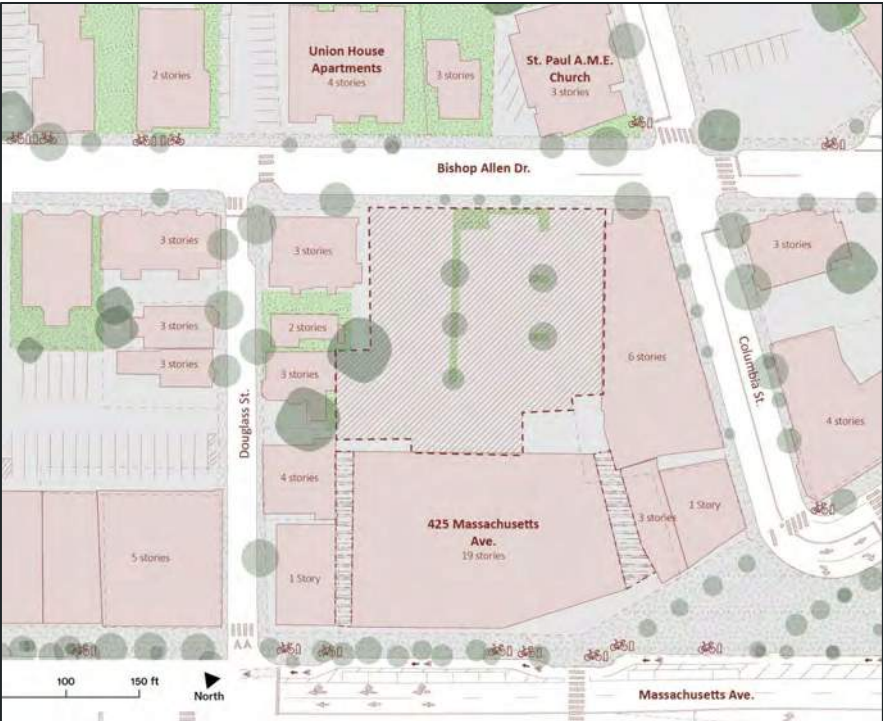 Union House
Apartments
4 stories
2 stories
3 stories
St. Paul A.M.E.
Church
3 stories
Bishop Allen Dr.
3 stories
3 stories
3 stories
3 stories
2 stories
3 stories
3 stories
6 stories
Columbia St.
4 stories
Douglass St.
4 stories
425 Massachusetts
Ave.
19 stories
3 stories
1 Story
5 stories
1 Story
100
150 ft
North
Massachusetts Ave.